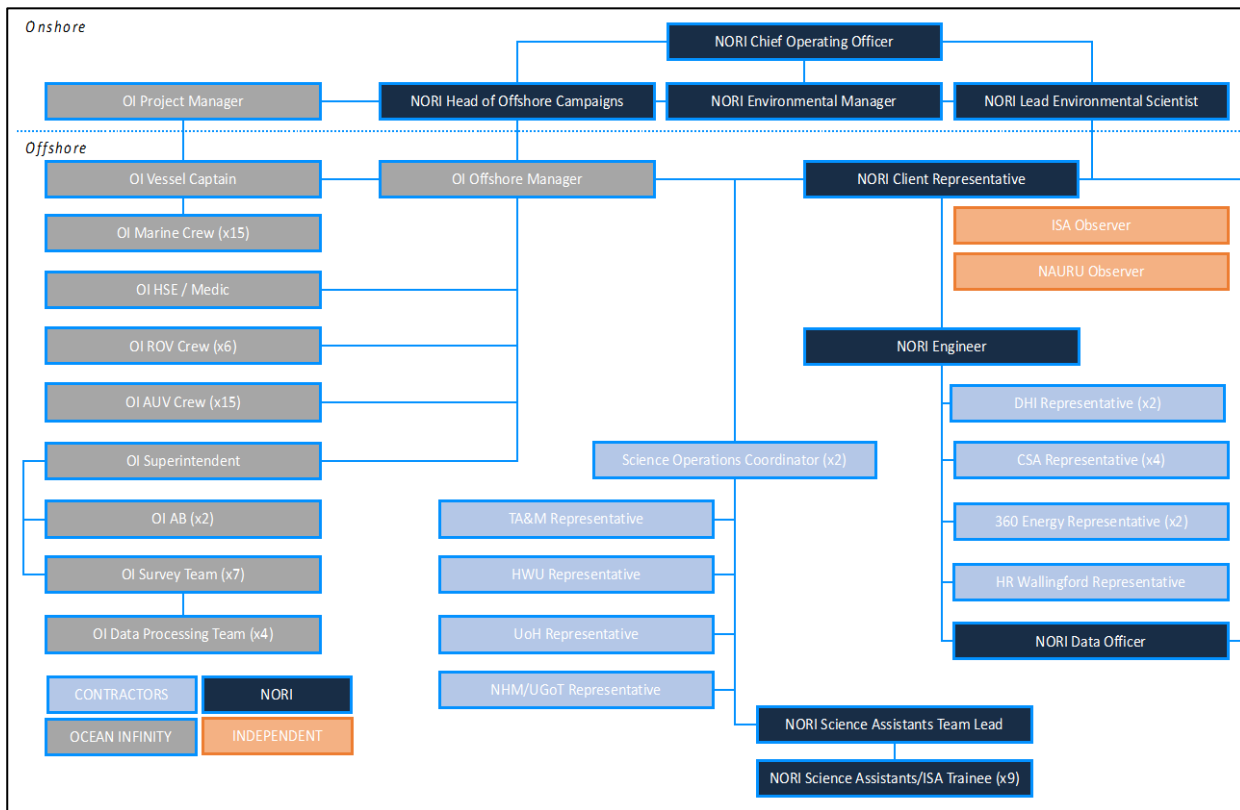 Onshore
NORI Chief Operating Officer
OI Project Manager
NORI Head of Offshore Campaigns
NORI Environmental Manager
NORI Lead Environmental Scientist
Offshore
OI Vessel Captain
OI Offshore Manager
NORI Client Representative
OI Marine Crew (x15)
ISA Observer
NAURU Observer
OI HSE / Medic
OI ROV Crew (x6)
NORI Engineer
OI AUV Crew (x15)
DHI Representative (x2)
OI Superintendent
Science Operations Coordinator (x2)
CSA Representative (x4)
OI AB (x2)
TA&M Representative
360 Energy Representative (x2)
OI Survey Team (x7)
HWU Representative
HR Wallingford Representative
OI Data Processing Team (x4)
UoH Representative
NORI Data Officer
NHM/UGoT Representative
CONTRACTORS
NORI
OCEAN INFINITY
INDEPENDENT
NORI Science Assistants Team Lead
NORI Science Assistants/ISA Trainee (x9)